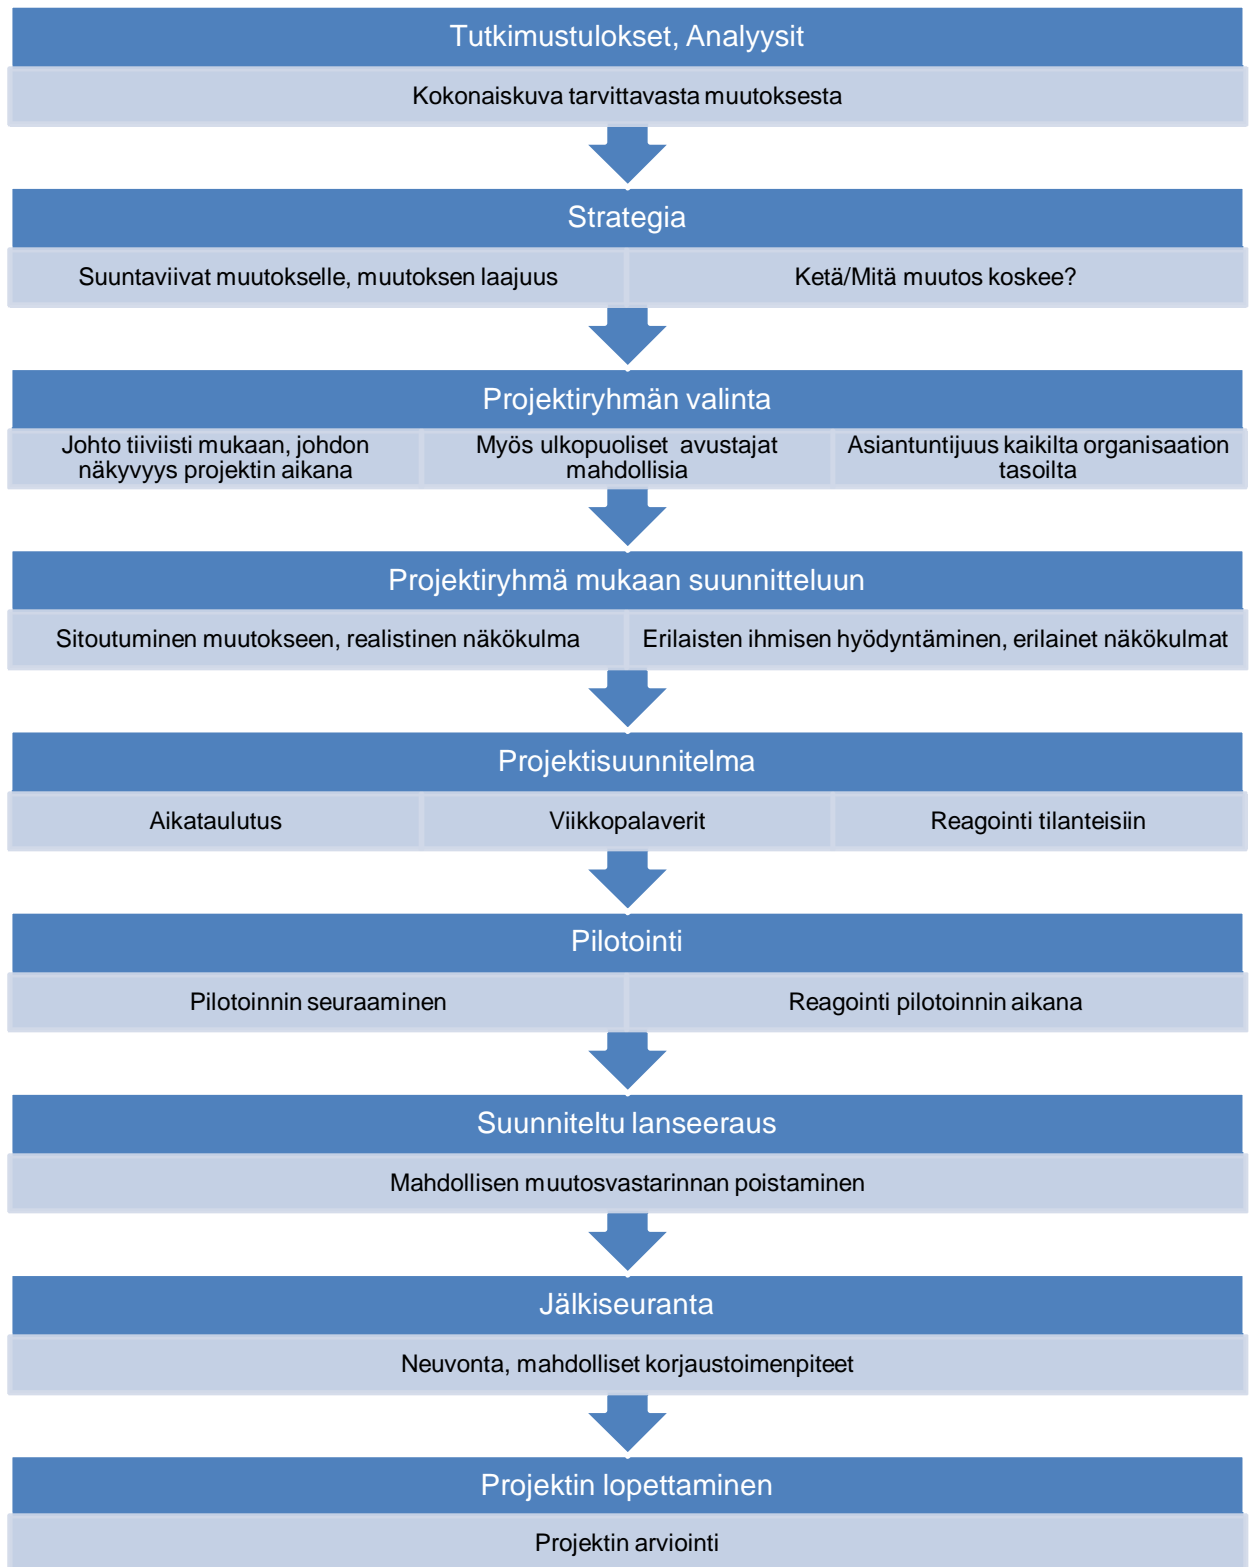 Tutkimustulokset, Analyysit
Kokonaiskuva tarvittavasta muutoksesta
Strategia
Suuntaviivat muutokselle, muutoksen laajuus
Ketä/Mitä muutos koskee?
Projektiryhmän valinta
Johto tiiviisti mukaan, johdon
näkyvyys projektin aikana
Myös ulkopuoliset avustajat
mahdollisia
Asiantuntijuus kaikilta organisaation
tasoilta
Projektiryhmä mukaan suunnitteluun
Sitoutuminen muutokseen, realistinen näkökulma
Erilaisten ihmisen hyödyntäminen, erilainet näkökulmat
Projektisuunnitelma
Aikataulutus
Viikkopalaverit
Reagointi tilanteisiin
Pilotointi
Pilotoinnin seuraaminen
Reagointi pilotoinnin aikana
Suunniteltu lanseeraus
Mahdollisen muutosvastarinnan poistaminen
Jälkiseuranta
Neuvonta, mahdolliset korjaustoimenpiteet
Projektin lopettaminen
Projektin arviointi